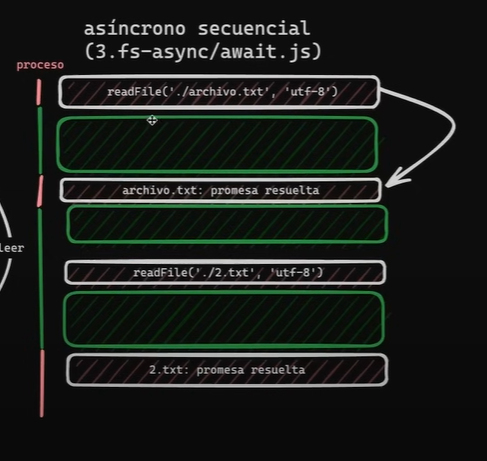 asíncrono secuencial
(3.fs-async/await.js)
proceso
readFile('./archivo.txt', 'utf-8')
archivo.txt: promesa resuelta
leer
readFile('./2.txt', 'utf-8')
2.txt: promesa resuelta